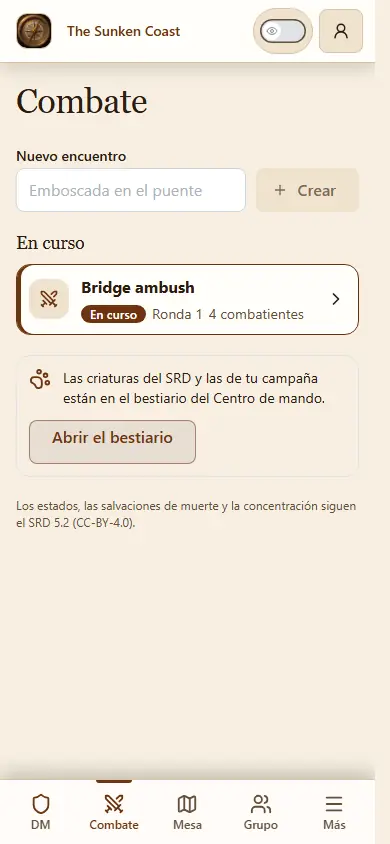 The Sunken Coast
Combate
Nuevo encuentro
Emboscada en el puente
+ Crear
En curso
Bridge ambush
En curso Ronda 1 4 combatientes
Las criaturas del SRD y las de tu campaña
están en el bestiario del Centro de mando.
Abrir el bestiario
Los estados, las salvaciones de muerte y la concentración siguen
el SRD 5.2 (CC-BY-4.0).
DM Combate Mesa Grupo Más